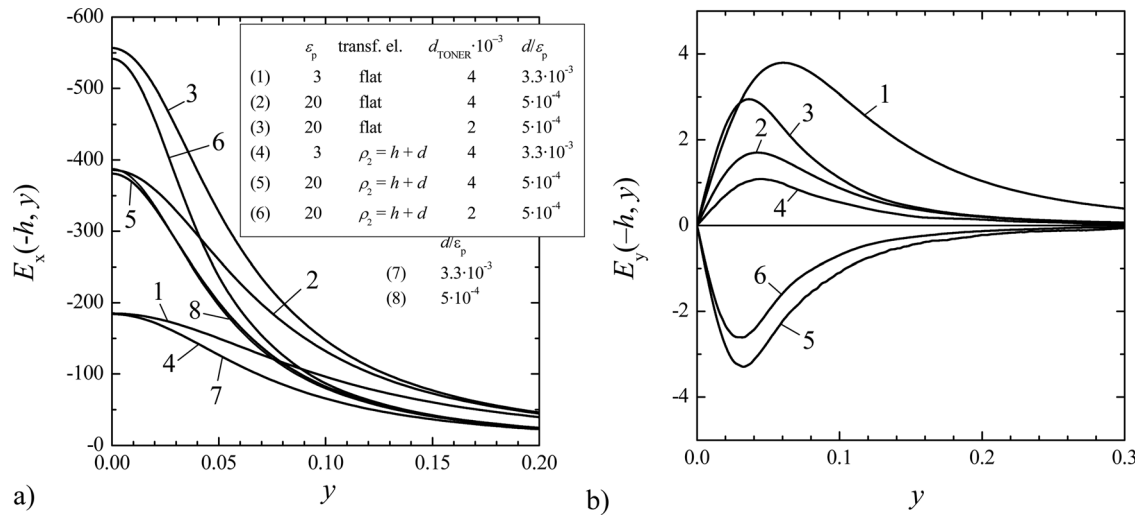 -600
-500
-400
-300
-200
-100
-0
0.00 0.05 0.10 0.15 0.20
E_x(-h, y)
y
a)
ε_p transf. el. d_TONER·10⁻³ d/ε_p
(1) 3 flat 4 3.3·10⁻³
(2) 20 flat 4 5·10⁻⁴
(3) 20 flat 2 5·10⁻⁴
(4) 3 ρ₂ = h + d 4 3.3·10⁻³
(5) 20 ρ₂ = h + d 4 5·10⁻⁴
(6) 20 ρ₂ = h + d 2 5·10⁻⁴
d/ε_p
(7) 3.3·10⁻³
(8) 5·10⁻⁴
3
6
5
2
1
8
4
7
4
2
0
-2
-4
0.0 0.1 0.2 0.3
E_y(−h, y)
y
b)
1
3
2
4
6
5